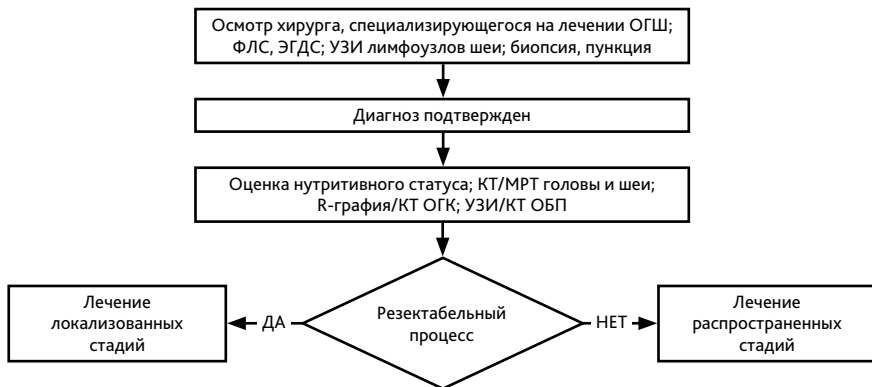 Осмотр хирурга, специализирующегося на лечении ОГШ;
ФЛС, ЭГДС; УЗИ лимфоузлов шеи; биопсия, пункция
Диагноз подтвержден
Оценка нутритивного статуса; КТ/МРТ головы и шеи;
R-графия/КТ ОГК; УЗИ/КТ ОБП
Лечение
локализованных
стадий
ДА
Резектабельный
процесс
НЕТ
Лечение
распространенных
стадий